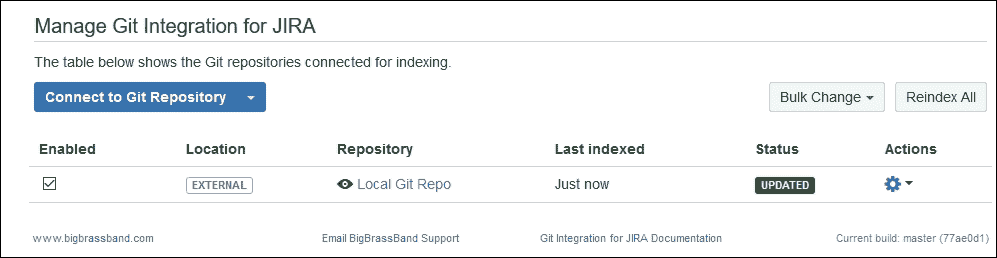 Manage Git Integration for JIRA
The table below shows the Git repositories connected for indexing.
Connect to Git Repository Bulk Change Reindex All
Enabled Location Repository Last indexed Status Actions
EXTERNAL Local Git Repo Just now UPDATED
www.bigbrassband.com Email BigBrassBand Support Git Integration for JIRA Documentation Current build: master (77ae0d1)